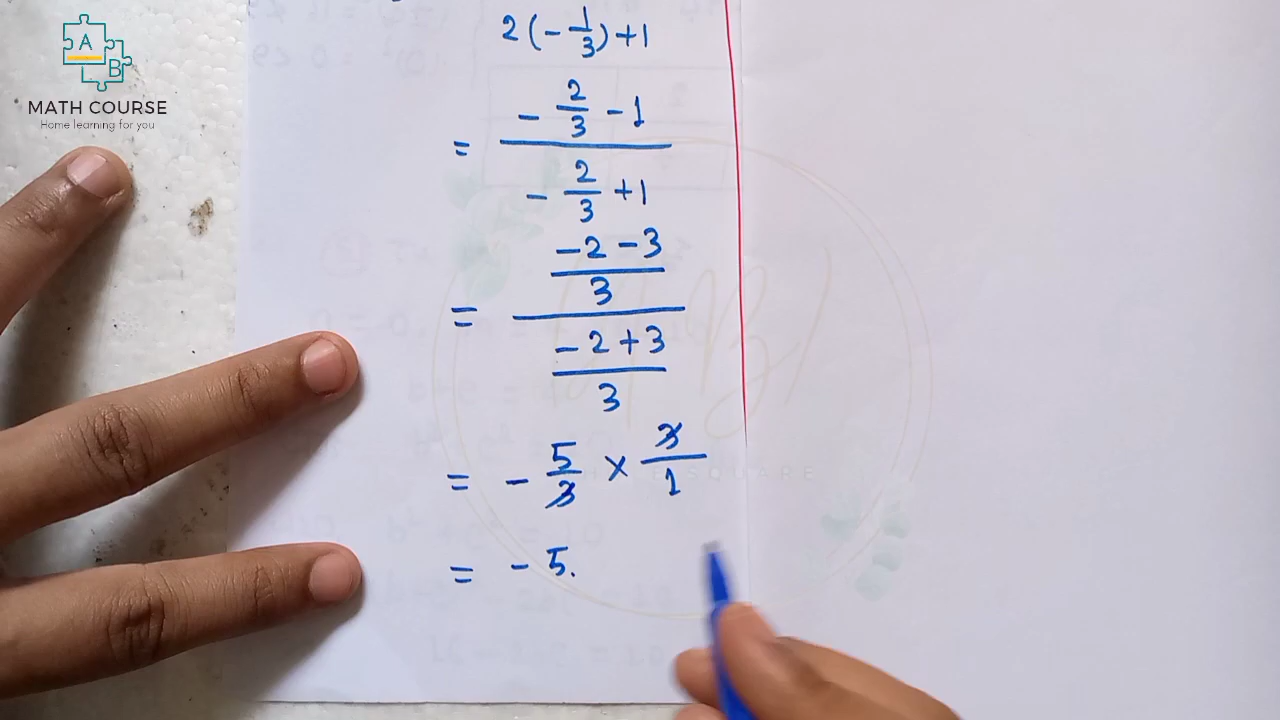 A
B
MATH COURSE
Home learning for you
2(-1/3)+1
= (-2/3 -1)/(-2/3 +1)
= ((-2-3)/3)/((-2+3)/3)
= -5/3 × 3/1
= -5.